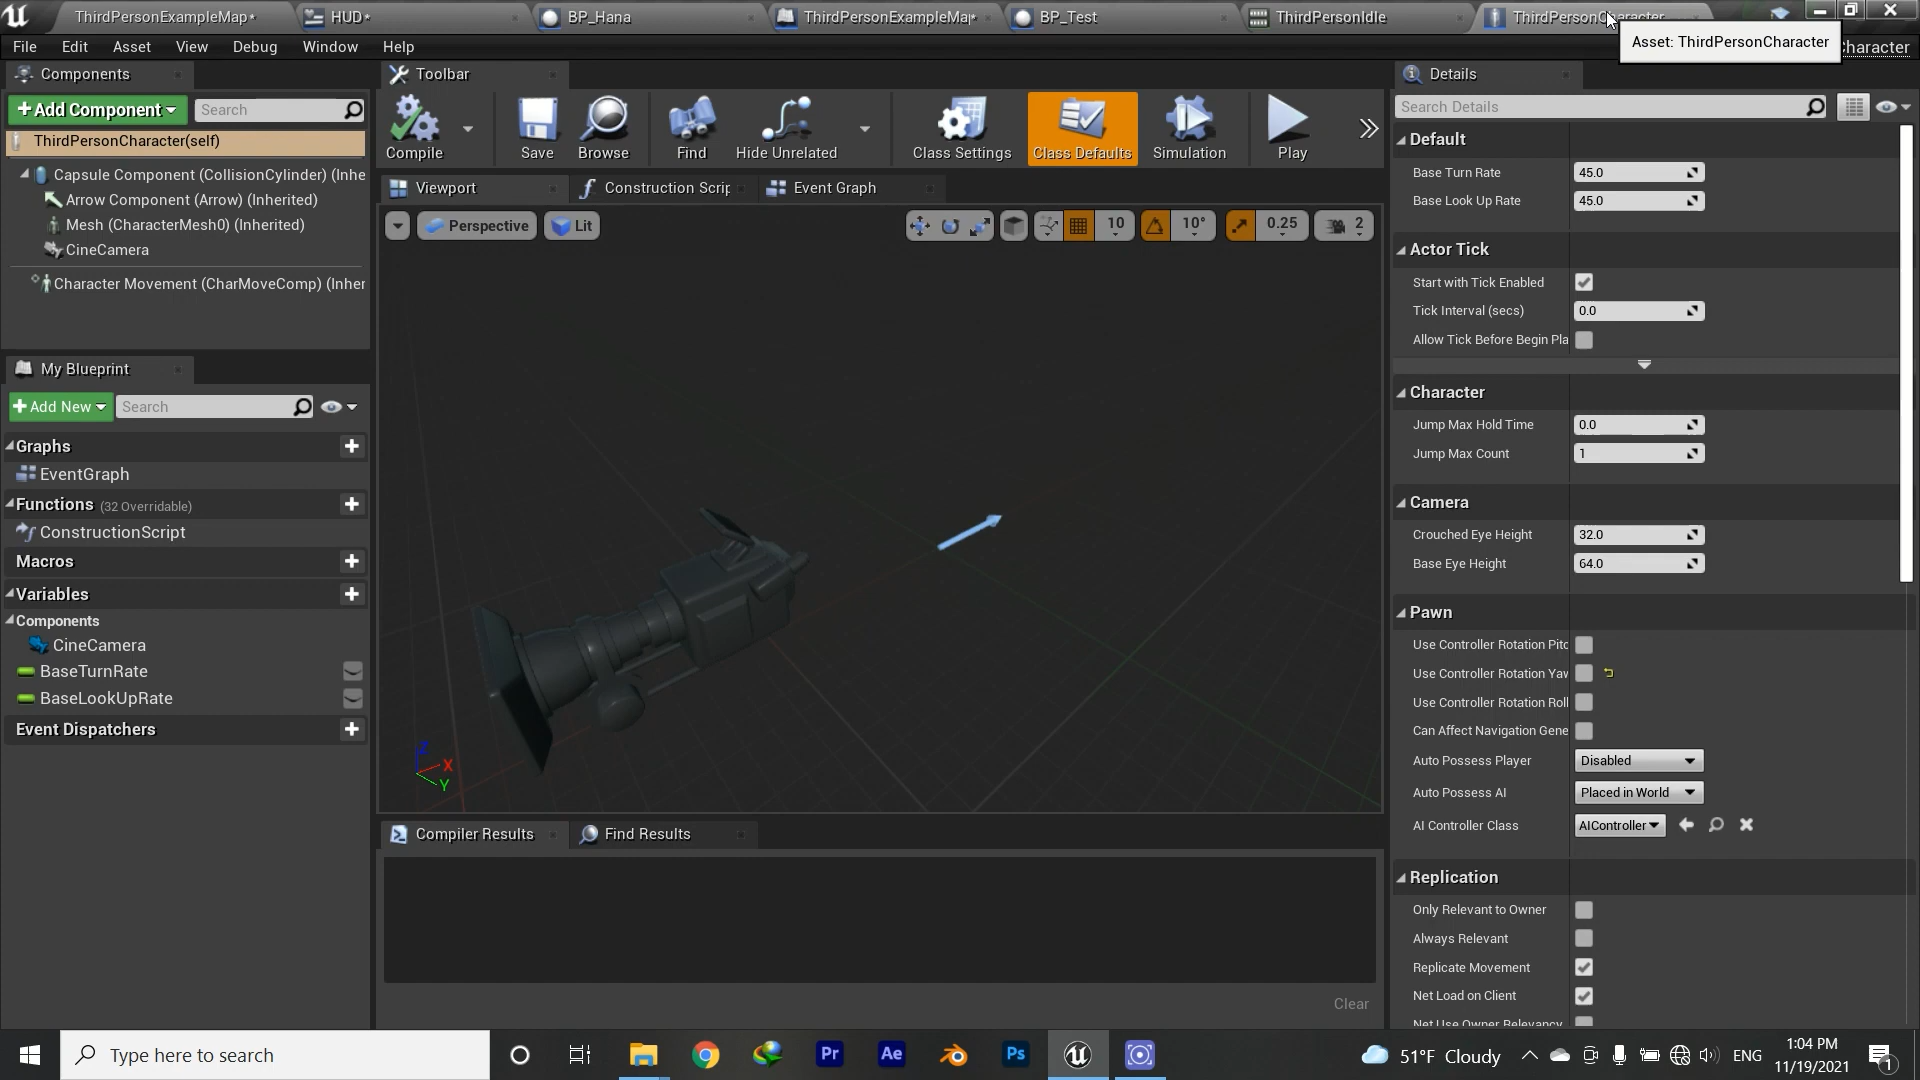 ThirdPersonExampleMap*
HUD*
BP_Hana
ThirdPersonExampleMap*
BP_Test
ThirdPersonIdle
ThirdPersonCharacter
Asset: ThirdPersonCharacter
File
Edit
Asset
View
Debug
Window
Help
Character
Components
Add Component
Search
ThirdPersonCharacter(self)
Capsule Component (CollisionCylinder) (Inhe
Arrow Component (Arrow) (Inherited)
Mesh (CharacterMesh0) (Inherited)
CineCamera
Character Movement (CharMoveComp) (Inher
My Blueprint
Add New
Search
Graphs
EventGraph
Functions (32 Overridable)
ConstructionScript
Macros
Variables
Components
CineCamera
BaseTurnRate
BaseLookUpRate
Event Dispatchers
Toolbar
Compile
Save
Browse
Find
Hide Unrelated
Class Settings
Class Defaults
Simulation
Play
Viewport
Construction Scrip
Event Graph
Perspective
Lit
10
10°
0.25
2
Z
X
Y
Compiler Results
Find Results
Clear
Details
Search Details
Default
Base Turn Rate
45.0
Base Look Up Rate
45.0
Actor Tick
Start with Tick Enabled
Tick Interval (secs)
0.0
Allow Tick Before Begin Pla
Character
Jump Max Hold Time
0.0
Jump Max Count
1
Camera
Crouched Eye Height
32.0
Base Eye Height
64.0
Pawn
Use Controller Rotation Pitc
Use Controller Rotation Yaw
Use Controller Rotation Roll
Can Affect Navigation Gene
Auto Possess Player
Disabled
Auto Possess AI
Placed in World
AI Controller Class
AIController
Replication
Only Relevant to Owner
Always Relevant
Replicate Movement
Net Load on Client
Net Use Owner Relevancy
Type here to search
Pr
Ae
Ps
51°F Cloudy
ENG
1:04 PM
11/19/2021
1